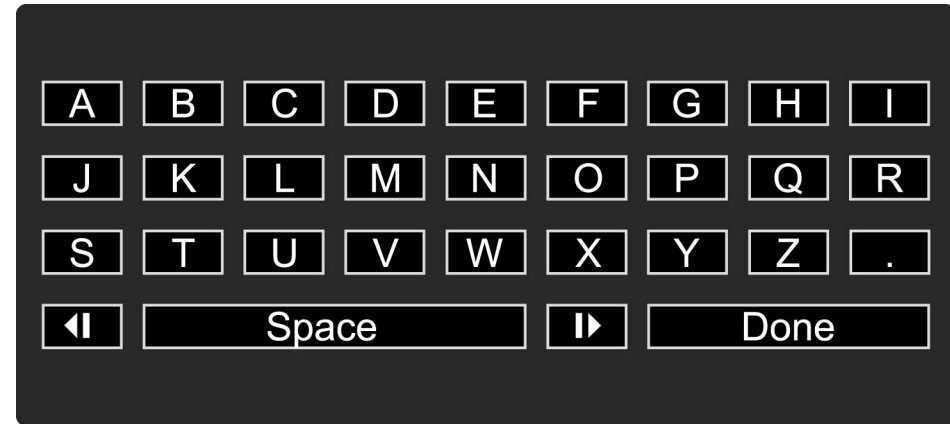 A B C D E F G H I
J K L M N O P Q R
S T U V W X Y Z .
Space Done